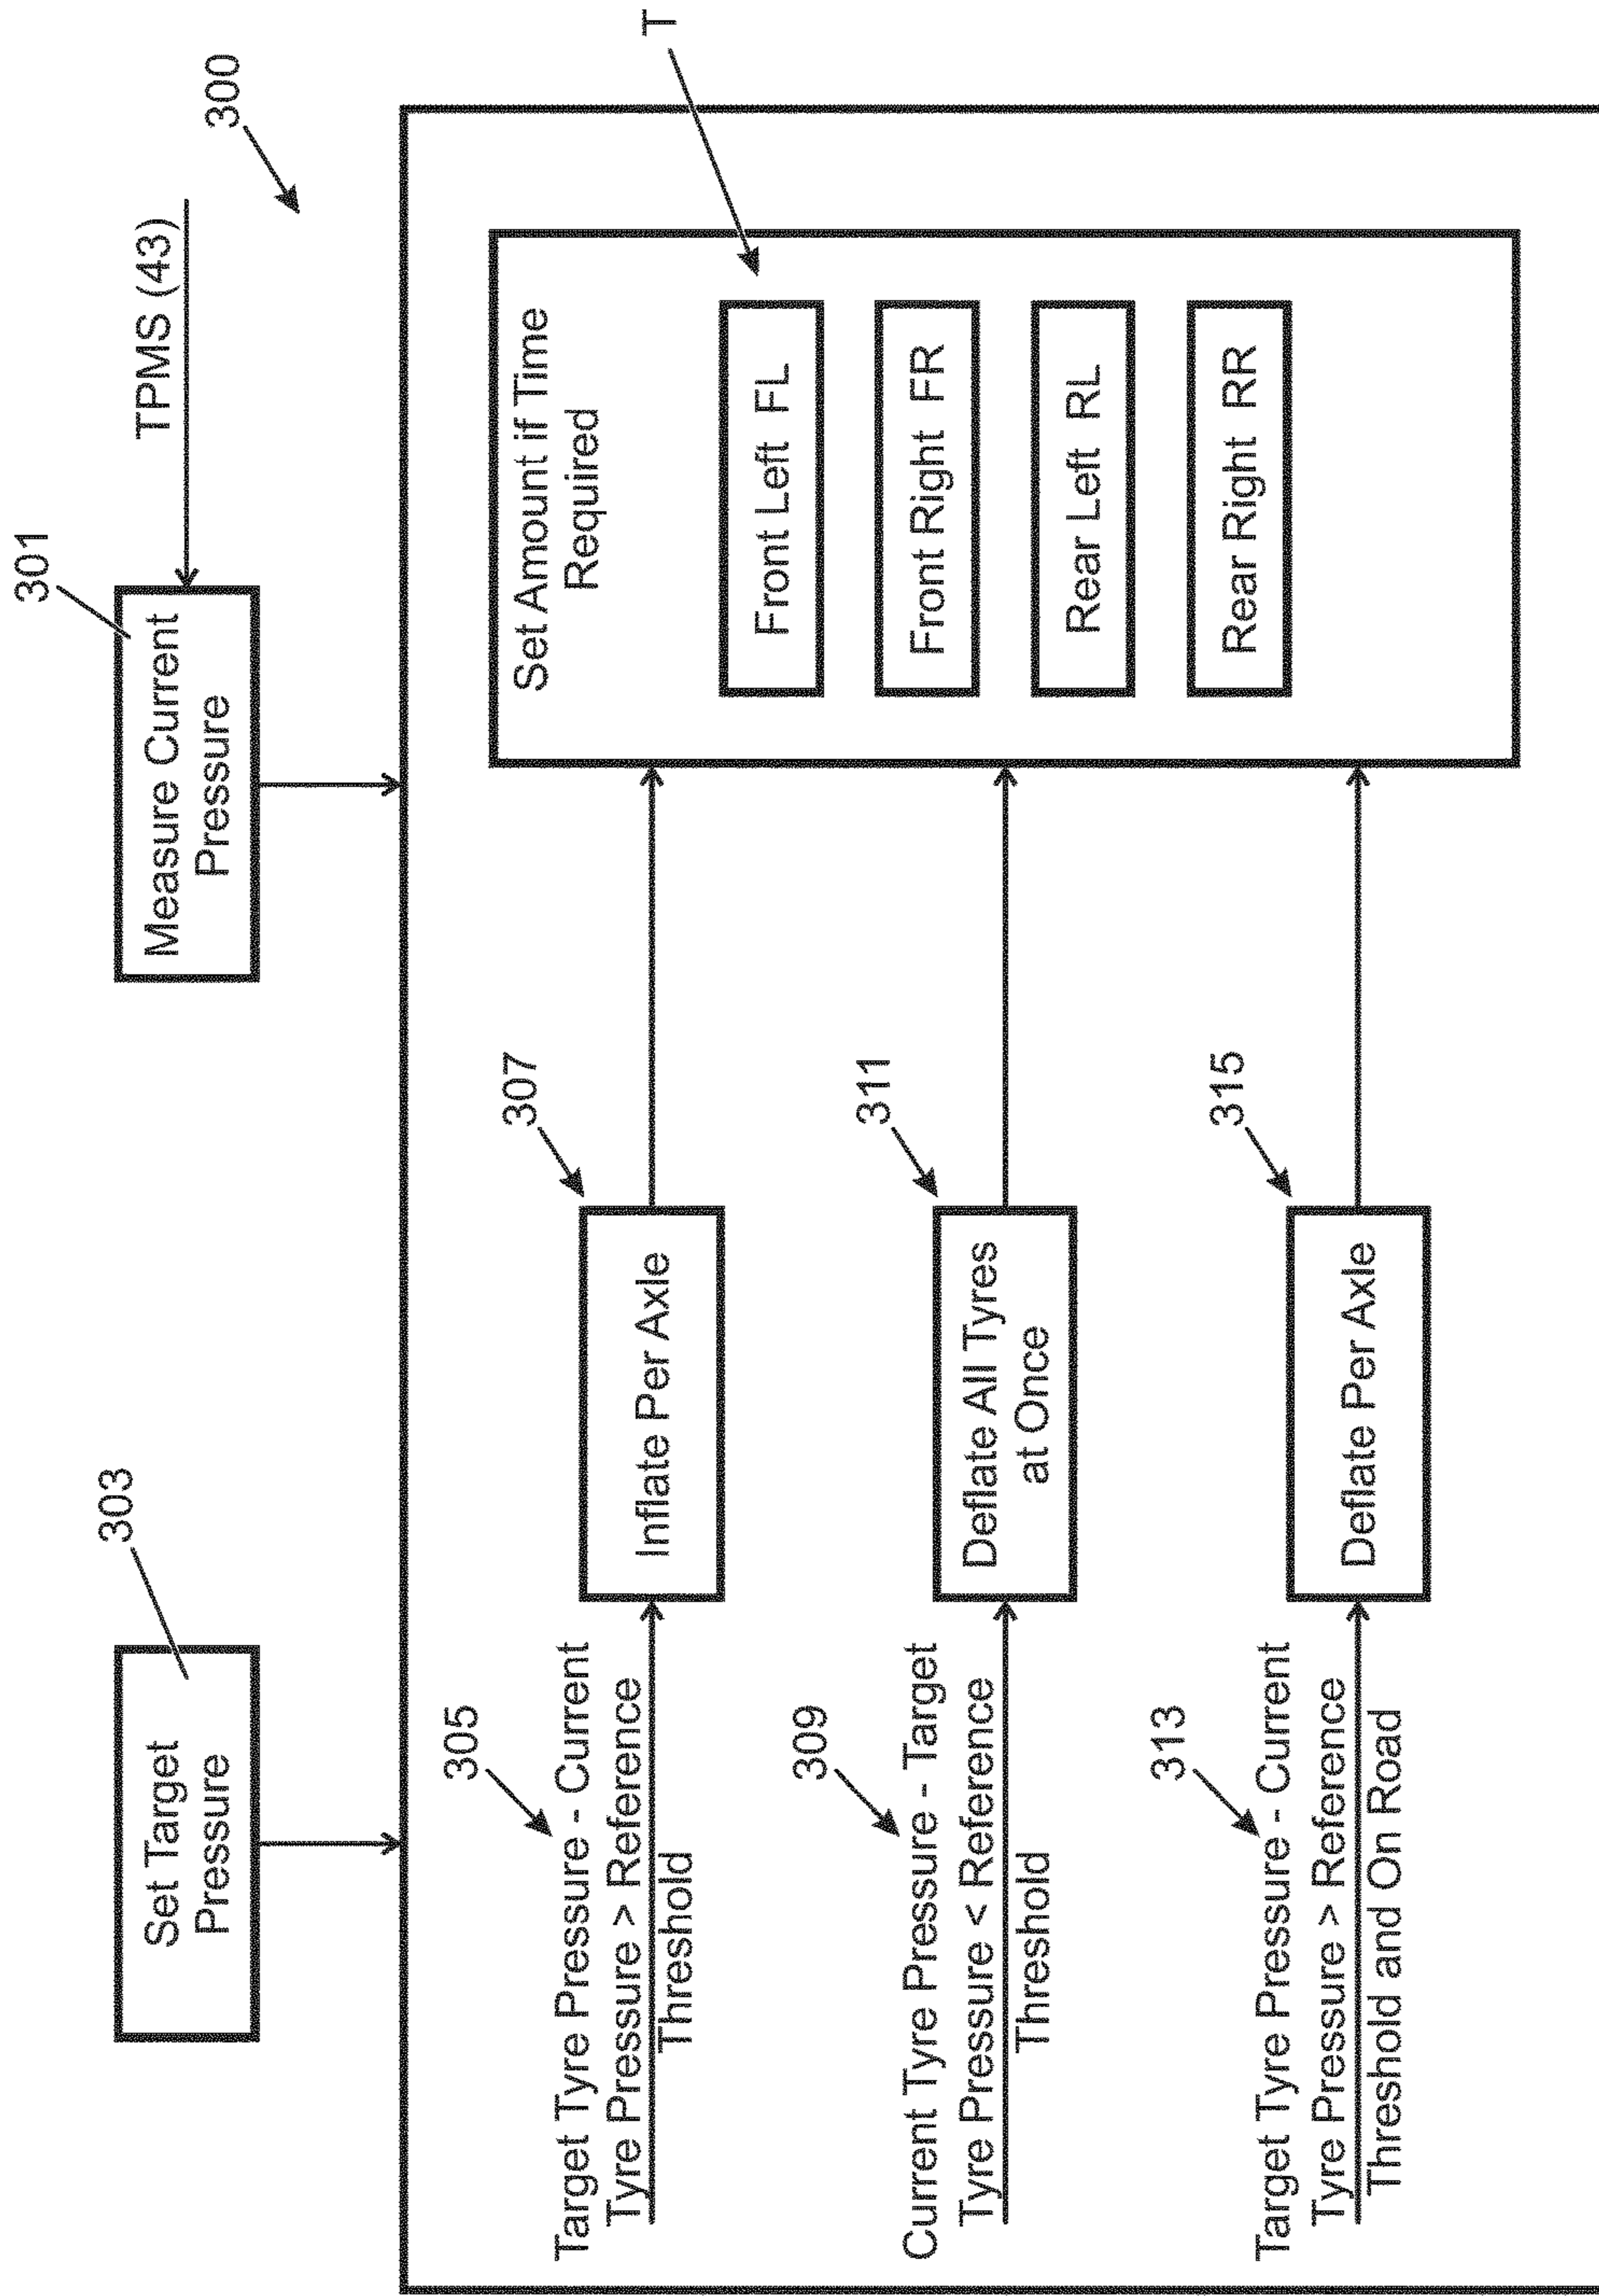 303
301
Set Target
Pressure
Measure Current
Pressure
TPMS (43)
300
305
Target Tyre Pressure - Current
Tyre Pressure > Reference
Threshold
307
Inflate Per Axle
309
Current Tyre Pressure - Target
Tyre Pressure < Reference
Threshold
311
Deflate All Tyres
at Once
313
Target Tyre Pressure - Current
Tyre Pressure > Reference
Threshold and On Road
315
Deflate Per Axle
Set Amount if Time
Required
T
Front Left FL
Front Right FR
Rear Left RL
Rear Right RR